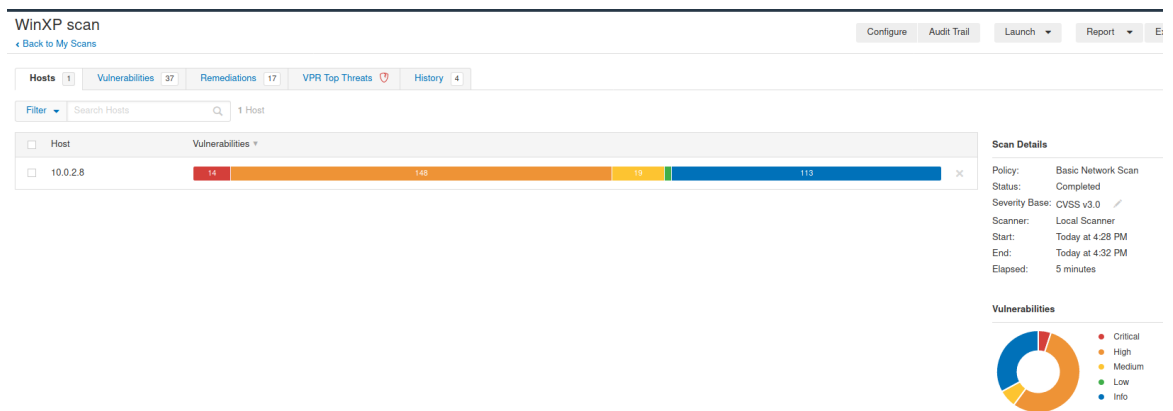 WinXP scan
Back to My Scans
Configure Audit Trail Launch Report
Hosts 1 Vulnerabilities 37 Remediations 17 VPR Top Threats History 4
Filter Search Hosts 1 Host
Host Vulnerabilities
10.0.2.8 14 148 19 113
Scan Details
Policy: Basic Network Scan
Status: Completed
Severity Base: CVSS v3.0
Scanner: Local Scanner
Start: Today at 4:28 PM
End: Today at 4:32 PM
Elapsed: 5 minutes
Vulnerabilities
Critical
High
Medium
Low
Info